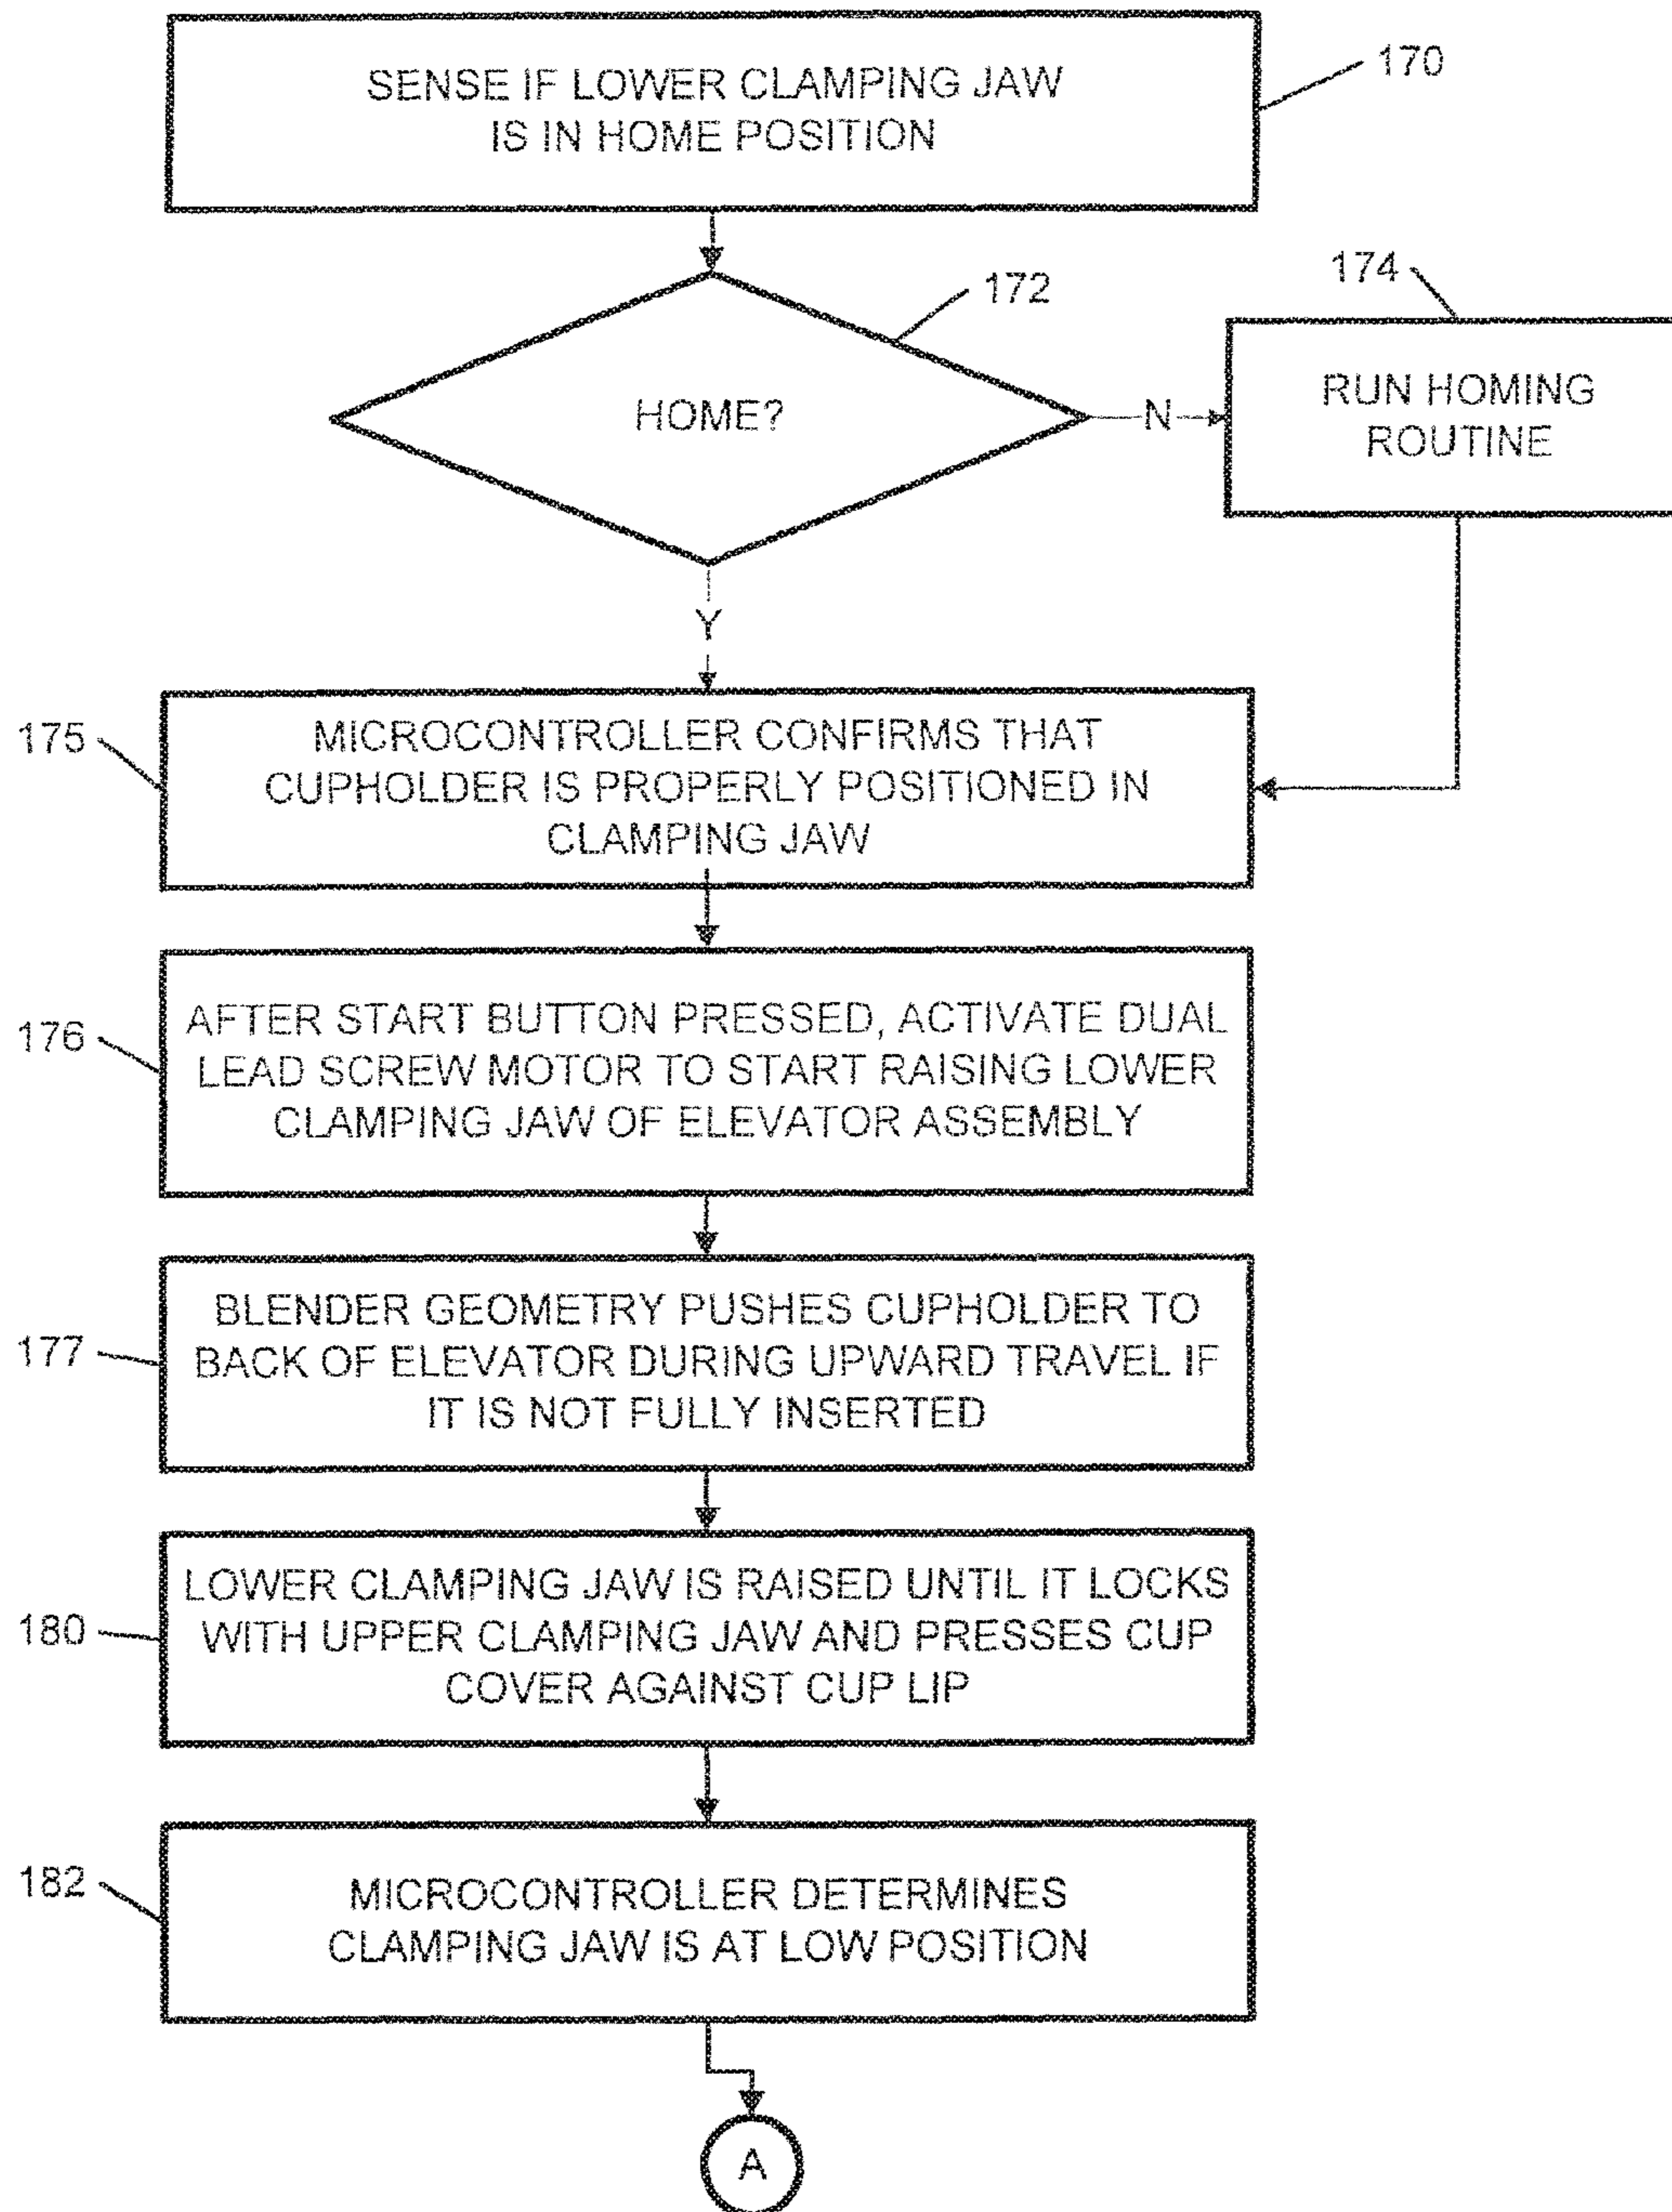 SENSE IF LOWER CLAMPING JAW
IS IN HOME POSITION
170
172
HOME?
N
174
RUN HOMING
ROUTINE
Y
175
MICROCONTROLLER CONFIRMS THAT
CUPHOLDER IS PROPERLY POSITIONED IN
CLAMPING JAW
176
AFTER START BUTTON PRESSED, ACTIVATE DUAL
LEAD SCREW MOTOR TO START RAISING LOWER
CLAMPING JAW OF ELEVATOR ASSEMBLY
177
BLENDER GEOMETRY PUSHES CUPHOLDER TO
BACK OF ELEVATOR DURING UPWARD TRAVEL IF
IT IS NOT FULLY INSERTED
180
LOWER CLAMPING JAW IS RAISED UNTIL IT LOCKS
WITH UPPER CLAMPING JAW AND PRESSES CUP
COVER AGAINST CUP LIP
182
MICROCONTROLLER DETERMINES
CLAMPING JAW IS AT LOW POSITION
A